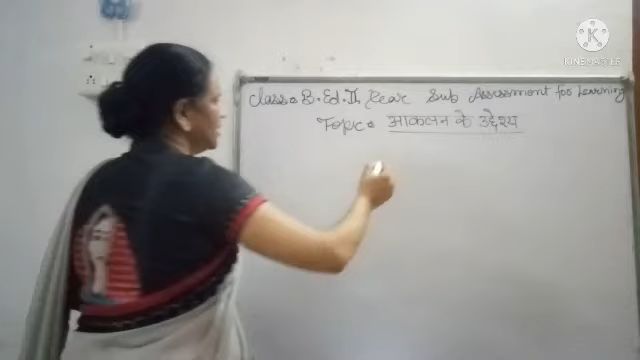 KINEMASTER
Class:- B.Ed. II Year Sub Assessment for Learning
Topic:- आकलन के उद्देश्य